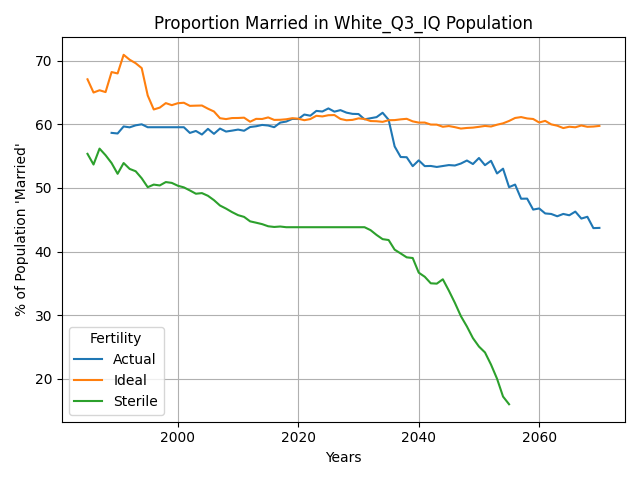 Proportion Married in White_Q3_IQ Population
% of Population 'Married'
70
60
50
40
30
20
Fertility
Actual
Ideal
Sterile
2000 2020 2040 2060
Years